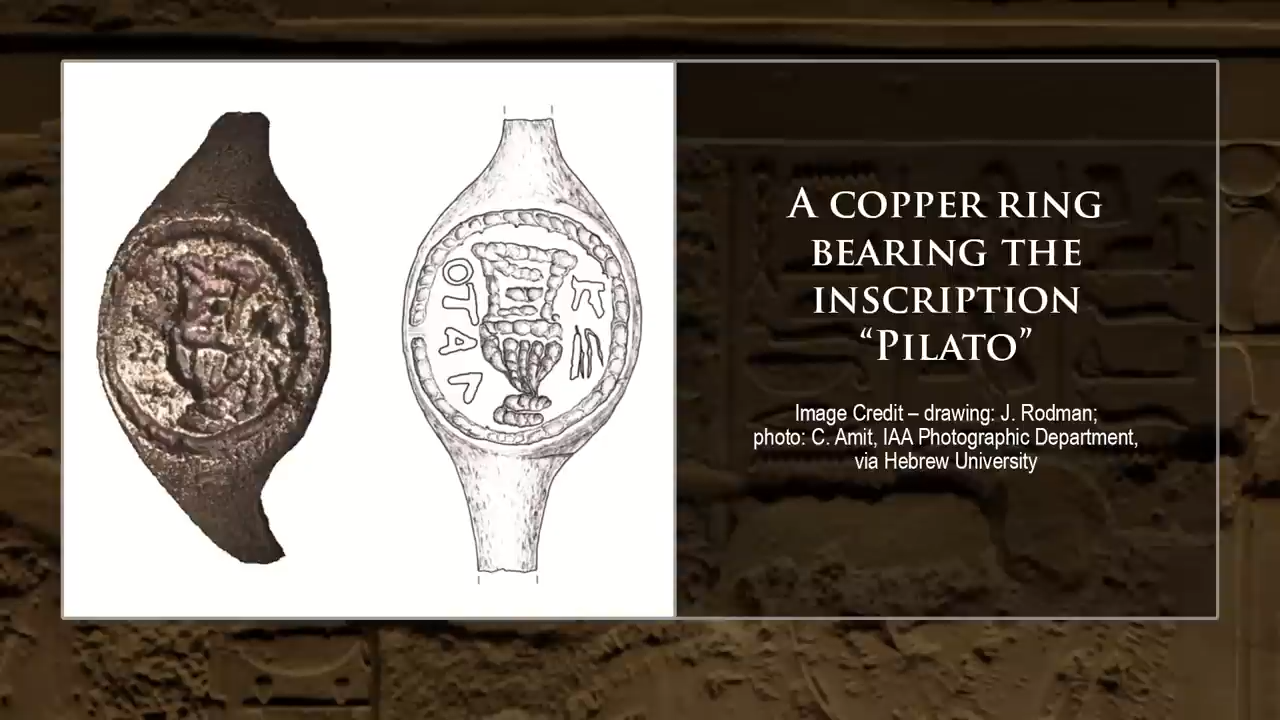 A COPPER RING
BEARING THE
INSCRIPTION
“PILATO”
Image Credit – drawing: J. Rodman;
photo: C. Amit, IAA Photographic Department,
via Hebrew University